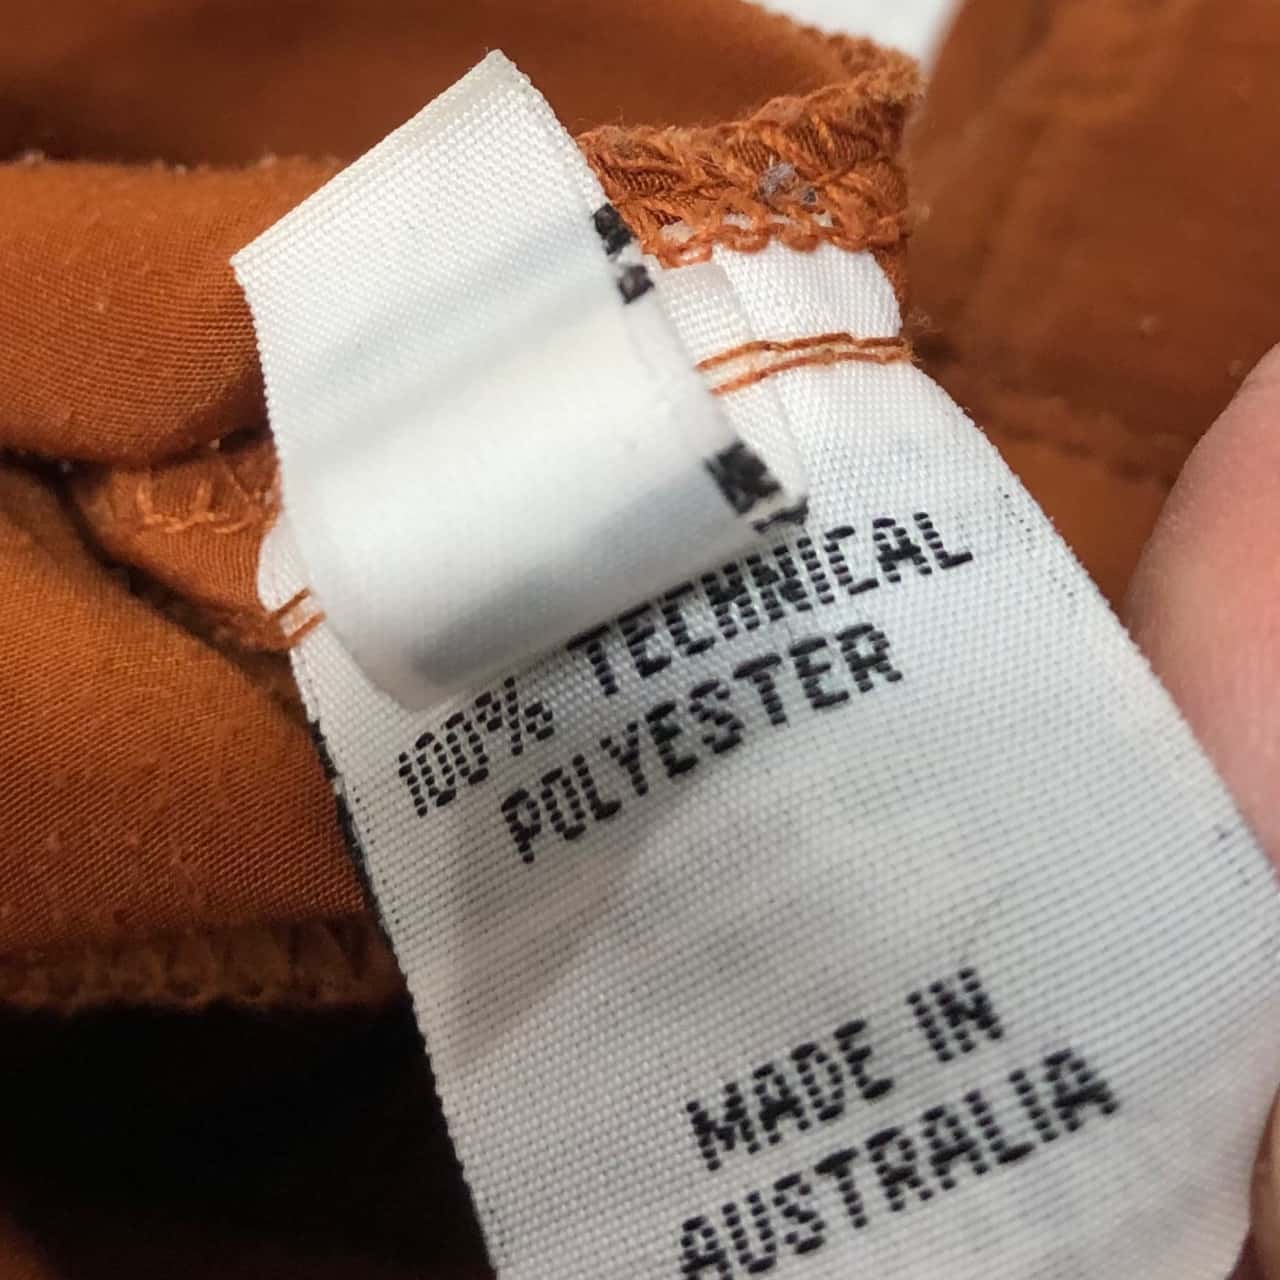 100% TECHNICAL
POLYESTER
MADE IN
AUSTRALIA